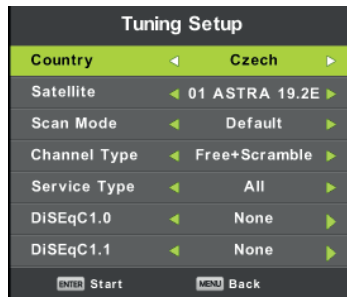 Tuning Setup
Country Czech
Satellite 01 ASTRA 19.2E
Scan Mode Default
Channel Type Free+Scramble
Service Type All
DiSEqC1.0 None
DiSEqC1.1 None
ENTER Start MENU Back